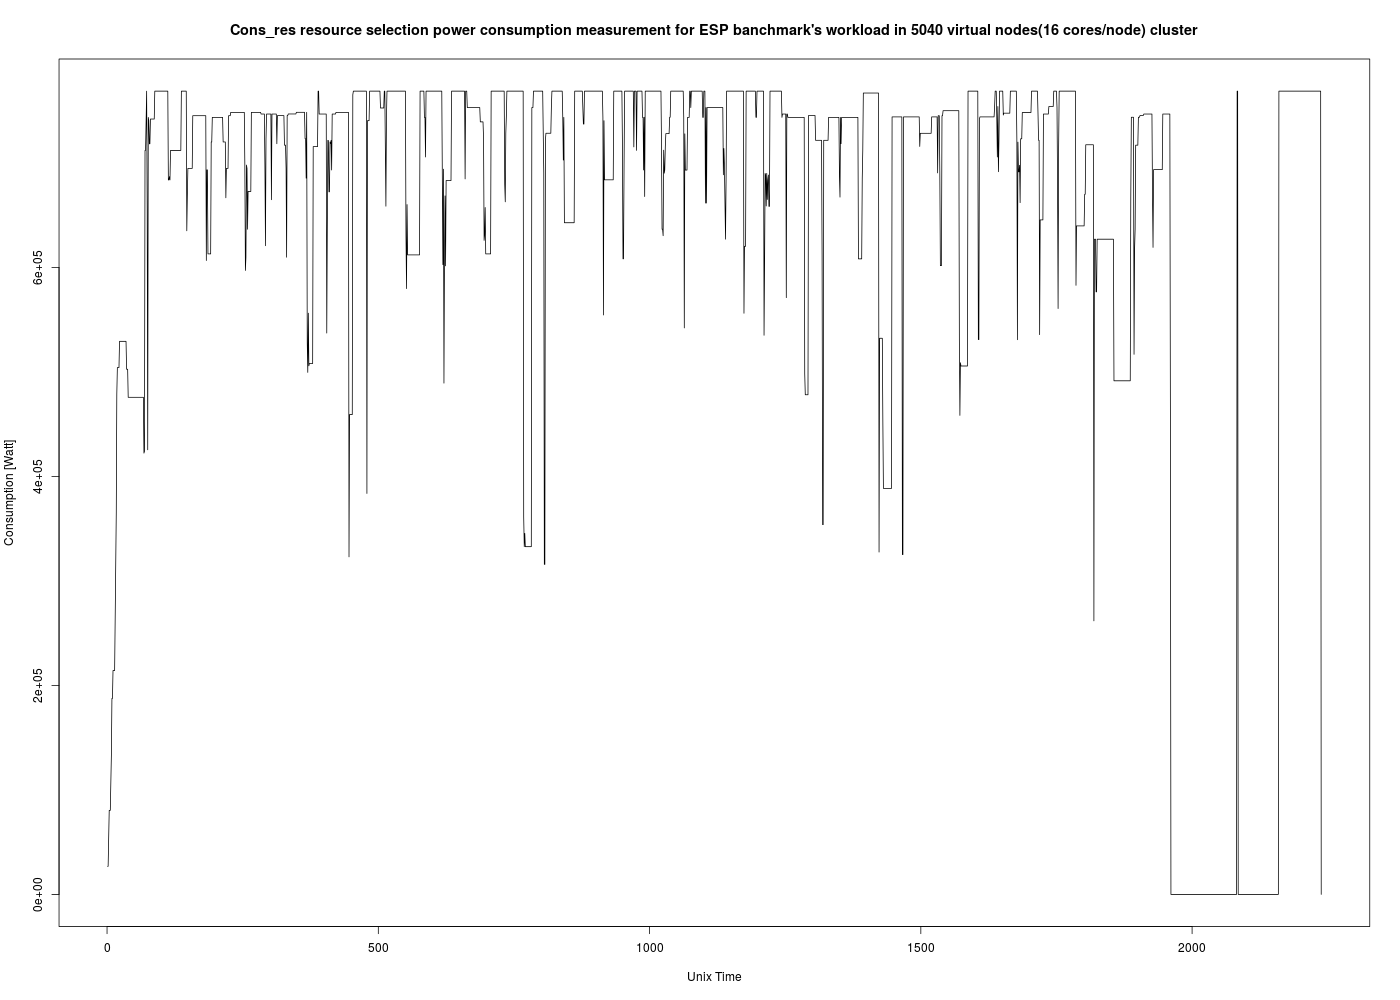 Cons_res resource selection power consumption measurement for ESP banchmark's workload in 5040 virtual nodes(16 cores/node) cluster
Consumption [Watt]
6e+05
4e+05
2e+05
0e+00
0 500 1000 1500 2000
Unix Time